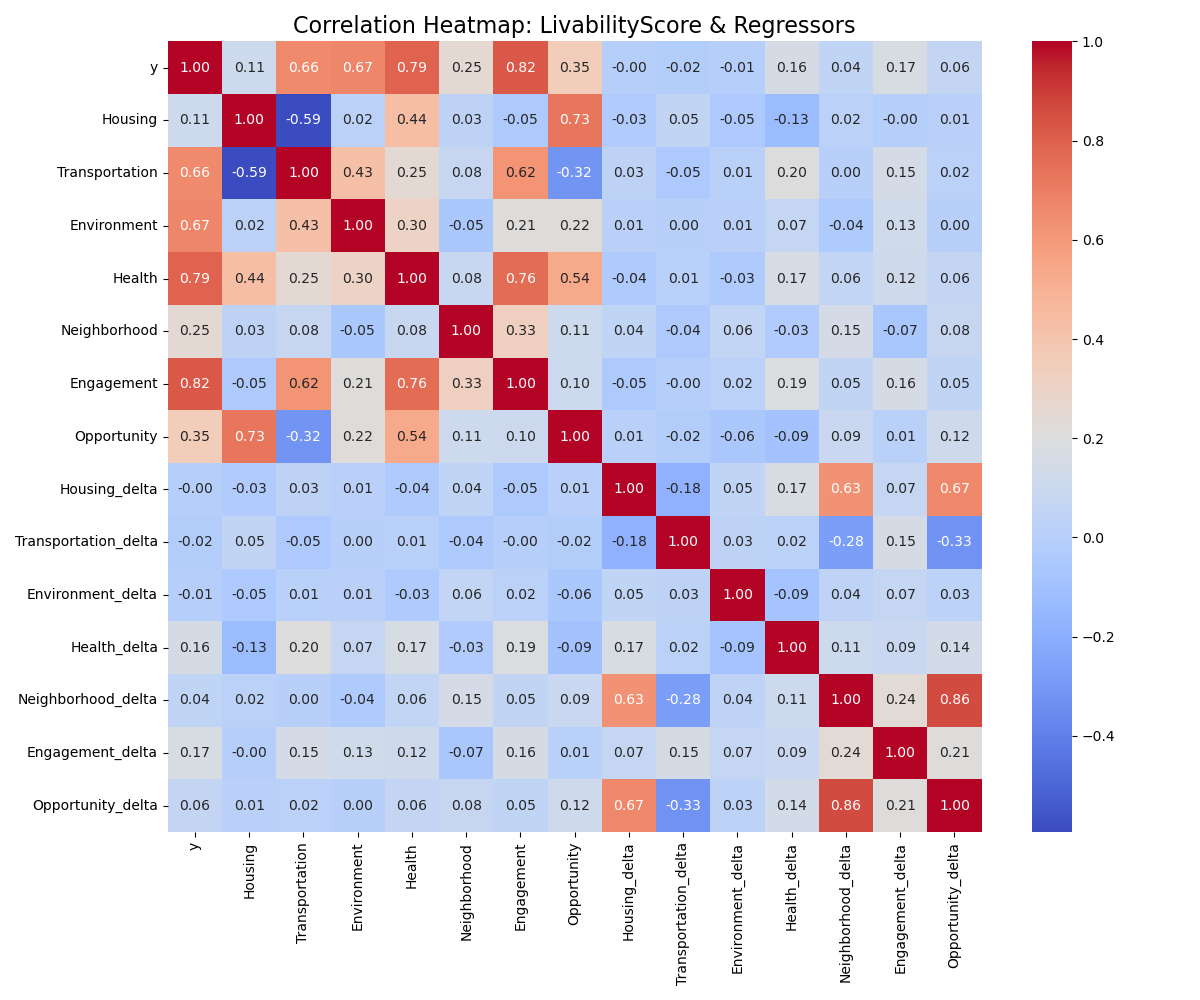 Correlation Heatmap: LivabilityScore & Regressors
y 1.00 0.11 0.66 0.67 0.79 0.25 0.82 0.35 -0.00 -0.02 -0.01 0.16 0.04 0.17 0.06
Housing 0.11 1.00 -0.59 0.02 0.44 0.03 -0.05 0.73 -0.03 0.05 -0.05 -0.13 0.02 -0.00 0.01
Transportation 0.66 -0.59 1.00 0.43 0.25 0.08 0.62 -0.32 0.03 -0.05 0.01 0.20 0.00 0.15 0.02
Environment 0.67 0.02 0.43 1.00 0.30 -0.05 0.21 0.22 0.01 0.00 0.01 0.07 -0.04 0.13 0.00
Health 0.79 0.44 0.25 0.30 1.00 0.08 0.76 0.54 -0.04 0.01 -0.03 0.17 0.06 0.12 0.06
Neighborhood 0.25 0.03 0.08 -0.05 0.08 1.00 0.33 0.11 0.04 -0.04 0.06 -0.03 0.15 -0.07 0.08
Engagement 0.82 -0.05 0.62 0.21 0.76 0.33 1.00 0.10 -0.05 -0.00 0.02 0.19 0.05 0.16 0.05
Opportunity 0.35 0.73 -0.32 0.22 0.54 0.11 0.10 1.00 0.01 -0.02 -0.06 -0.09 0.09 0.01 0.12
Housing_delta -0.00 -0.03 0.03 0.01 -0.04 0.04 -0.05 0.01 1.00 -0.18 0.05 0.17 0.63 0.07 0.67
Transportation_delta -0.02 0.05 -0.05 0.00 0.01 -0.04 -0.00 -0.02 -0.18 1.00 0.03 0.02 -0.28 0.15 -0.33
Environment_delta -0.01 -0.05 0.01 0.01 -0.03 0.06 0.02 -0.06 0.05 0.03 1.00 -0.09 0.04 0.07 0.03
Health_delta 0.16 -0.13 0.20 0.07 0.17 -0.03 0.19 -0.09 0.17 0.02 -0.09 1.00 0.11 0.09 0.14
Neighborhood_delta 0.04 0.02 0.00 -0.04 0.06 0.15 0.05 0.09 0.63 -0.28 0.04 0.11 1.00 0.24 0.86
Engagement_delta 0.17 -0.00 0.15 0.13 0.12 -0.07 0.16 0.01 0.07 0.15 0.07 0.09 0.24 1.00 0.21
Opportunity_delta 0.06 0.01 0.02 0.00 0.06 0.08 0.05 0.12 0.67 -0.33 0.03 0.14 0.86 0.21 1.00
y
Housing
Transportation
Environment
Health
Neighborhood
Engagement
Opportunity
Housing_delta
Transportation_delta
Environment_delta
Health_delta
Neighborhood_delta
Engagement_delta
Opportunity_delta
1.0
0.8
0.6
0.4
0.2
0.0
−0.2
−0.4